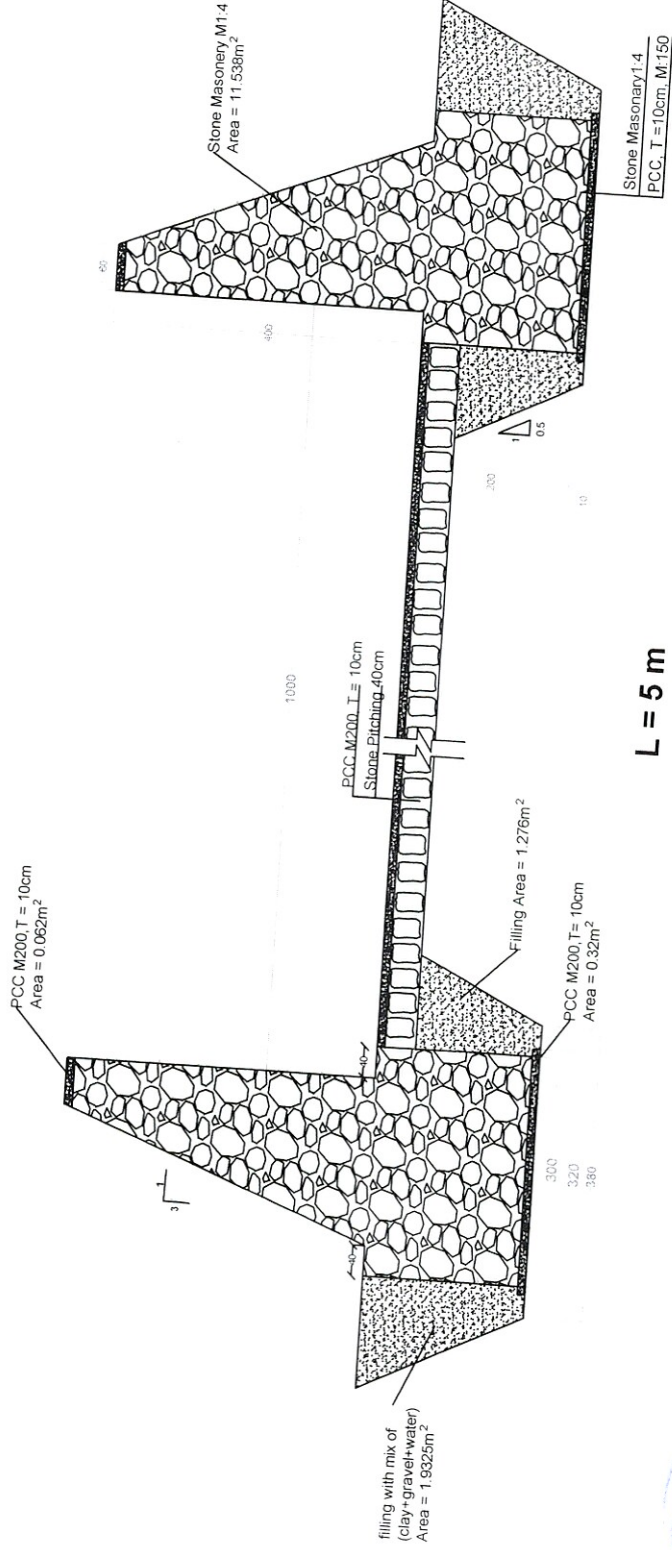 PCC M200,T = 10cm
Area = 0.062m²
60
Stone Masonery M1:4
Area = 11.538m²
400
1000
3
1
PCC M200, T = 10cm
Stone Pitching 40cm
40
40
filling with mix of
(clay+gravel+water)
Area = 1.9325m²
Filling Area = 1.276m²
PCC M200,T= 10cm
Area = 0.32m²
300
320
380
200
1
0.5
10
Stone Masonary1:4
PCC, T =10cm, M:150
L = 5 m